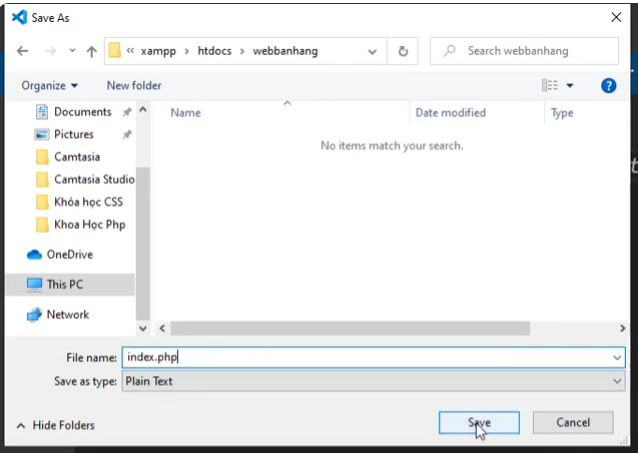 Save As
« xampp › htdocs › webbanhang
Search webbanhang
Organize
New folder
?
Name
Date modified
Type
No items match your search.
Documents
Pictures
Camtasia
Camtasia Studio
Khóa học CSS
Khoa Học Php
OneDrive
This PC
Network
File name:
index.php
Save as type:
Plain Text
Hide Folders
Save
Cancel